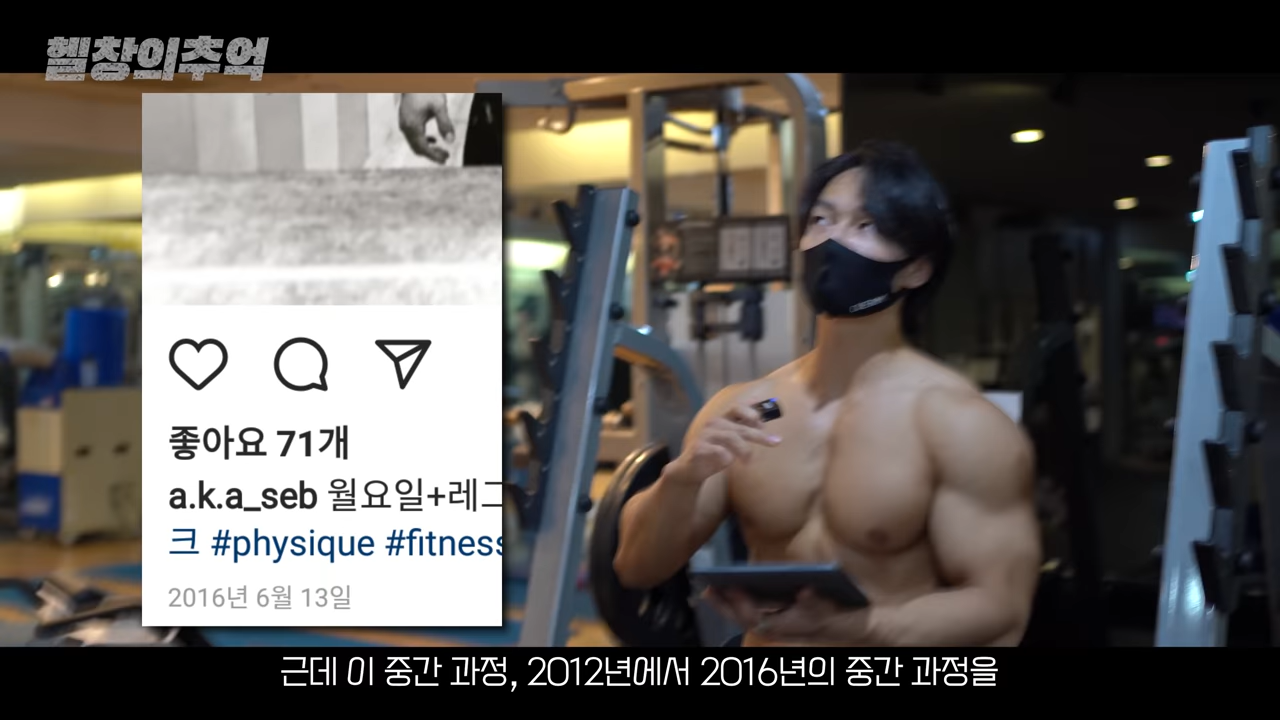 헬창의추억
좋아요 71개
a.k.a_seb 월요일+레그
크 #physique #fitness
2016년 6월 13일
근데 이 중간 과정, 2012년에서 2016년의 중간 과정을